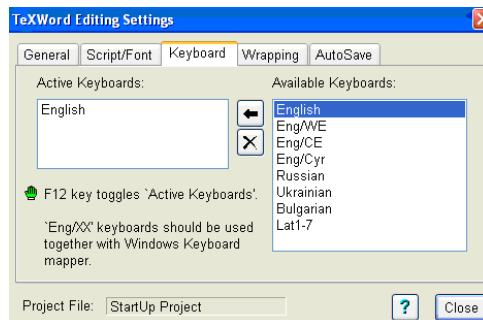 TeXWord Editing Settings
General Script/Font Keyboard Wrapping AutoSave
Active Keyboards:
English
Available Keyboards:
English
Eng/WE
Eng/CE
Eng/Cyr
Russian
Ukrainian
Bulgarian
Lat1-7
F12 key toggles `Active Keyboards'.
`Eng/XX' keyboards should be used
together with Windows Keyboard
mapper.
Project File: StartUp Project
? Close